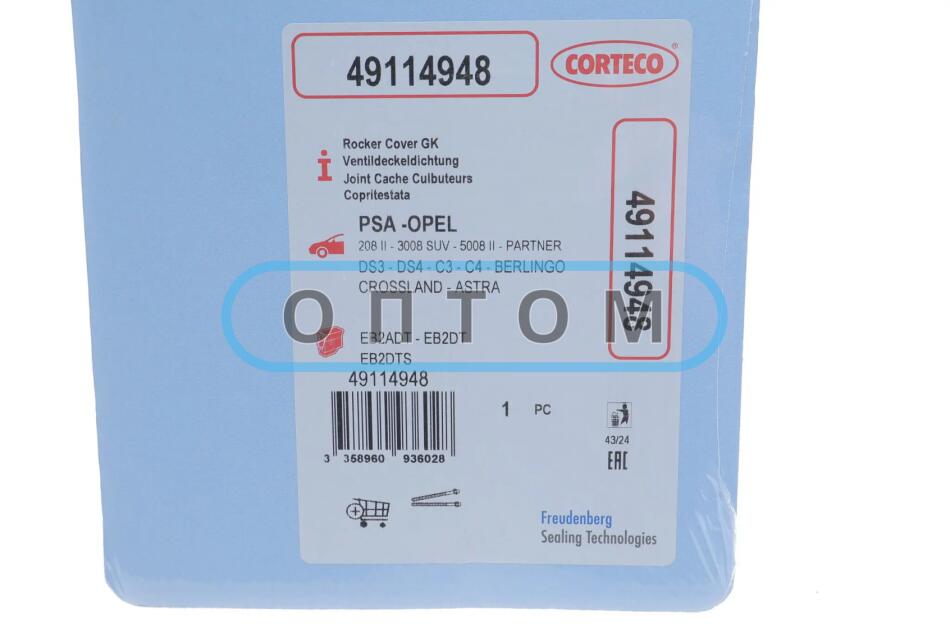 49114948
CORTECO®
Rocker Cover GK
Ventildeckeldichtung
Joint Cache Culbuteurs
Copritestata
49114948
PSA -OPEL
208 II - 3008 SUV - 5008 II - PARTNER
DS3 - DS4 - C3 - C4 - BERLINGO
CROSSLAND - ASTRA
ОПТОМ
EB2ADT - EB2DT
EB2DTS
49114948
1 PC
3 358960 936028
43/24
EAC
Freudenberg
Sealing Technologies